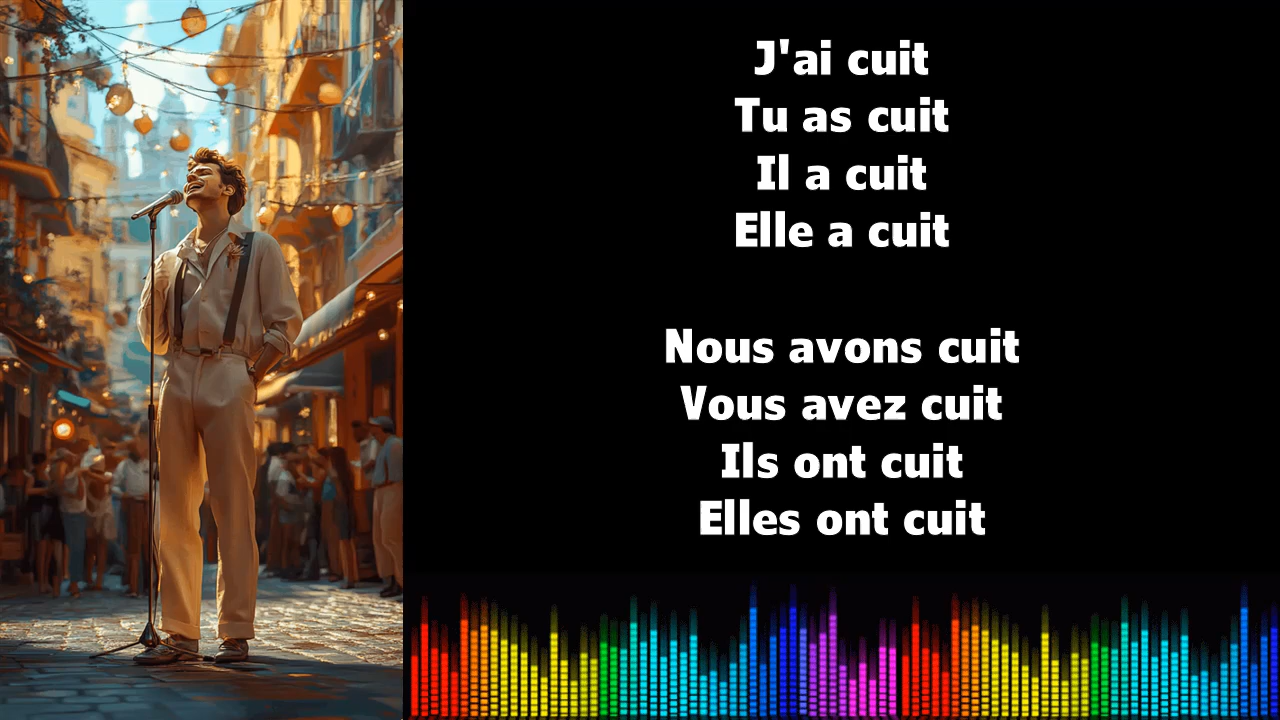 J'ai cuit
Tu as cuit
Il a cuit
Elle a cuit
Nous avons cuit
Vous avez cuit
Ils ont cuit
Elles ont cuit